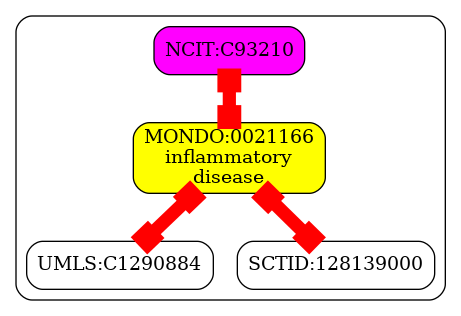 NCIT:C93210
MONDO:0021166
inflammatory
disease
UMLS:C1290884
SCTID:128139000